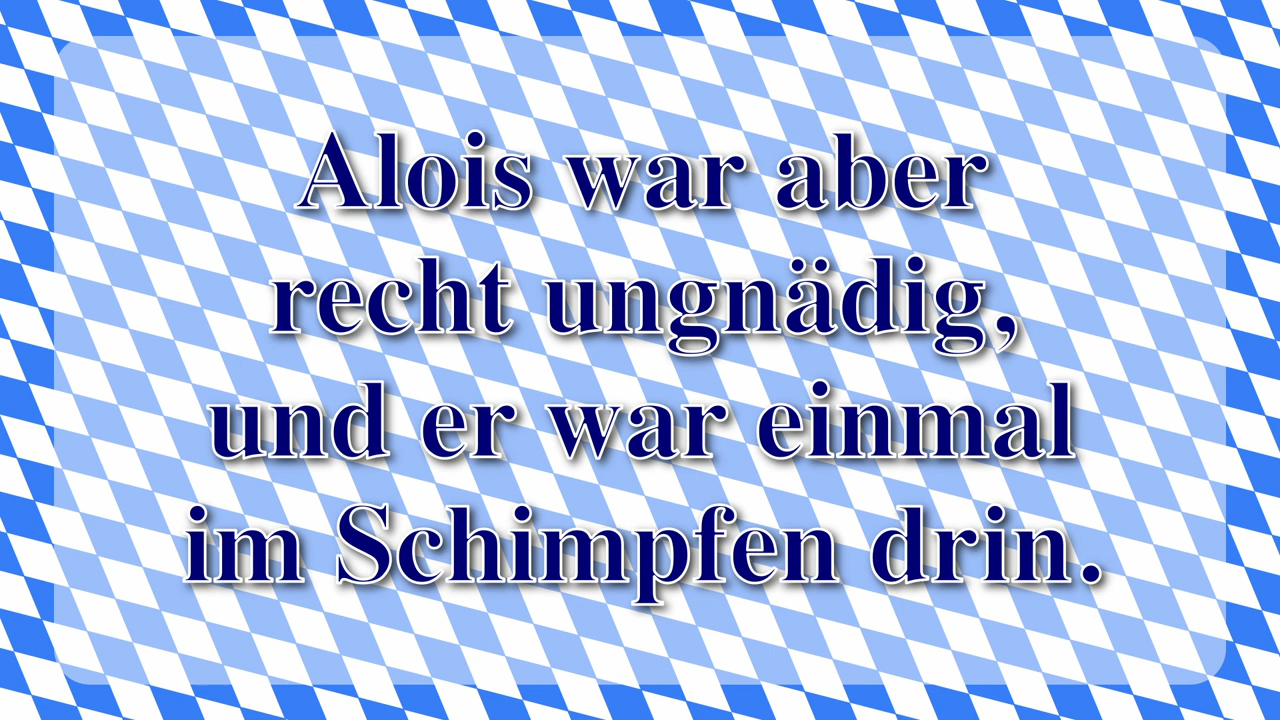 Alois war aber
recht ungnädig,
und er war einmal
im Schimpfen drin.